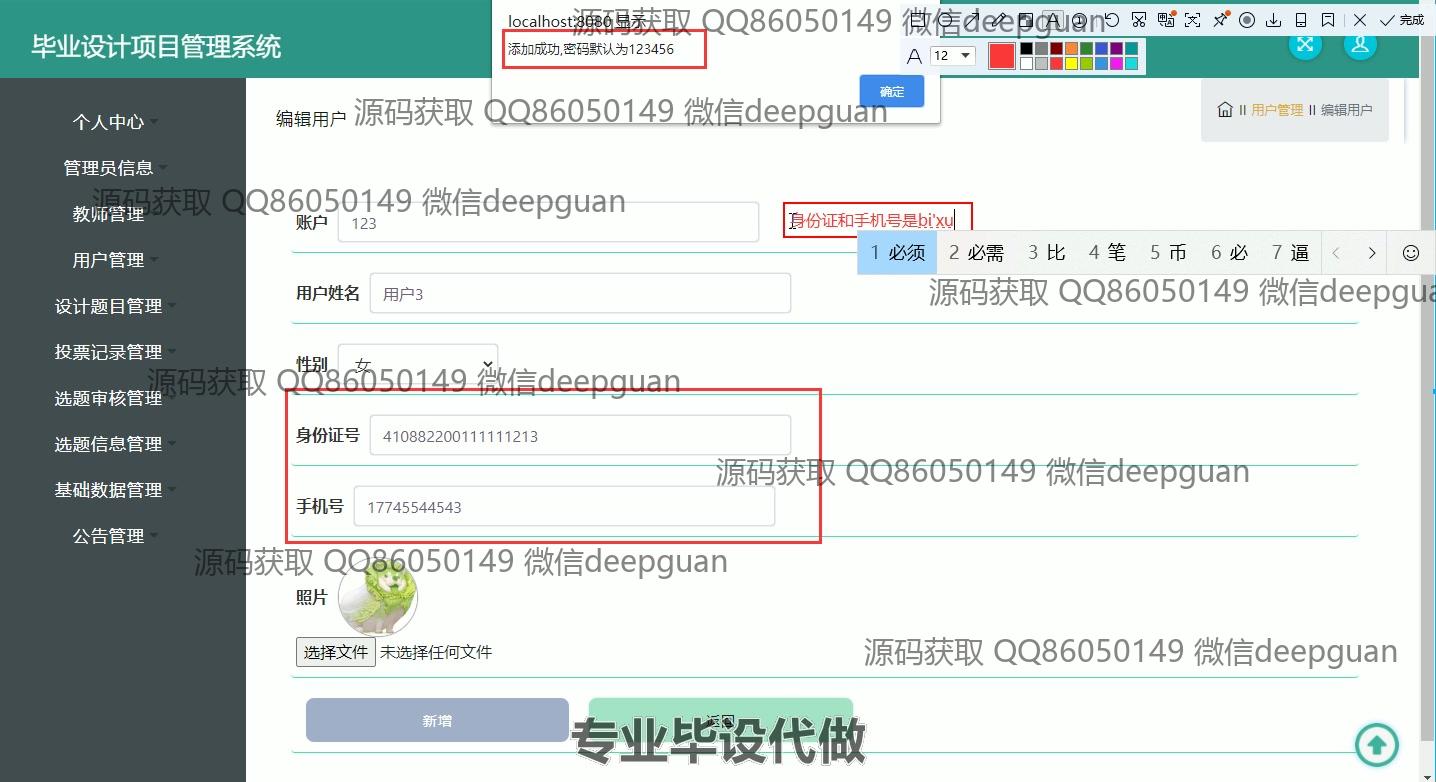 localhost:8080 显示
添加成功,密码默认为123456
确定
完成
A 12
毕业设计项目管理系统
源码获取 QQ86050149 微信deepguan
个人中心
管理员信息
教师管理
用户管理
设计题目管理
投票记录管理
选题审核管理
选题信息管理
基础数据管理
公告管理
编辑用户
源码获取 QQ86050149 微信deepguan
II 用户管理 II 编辑用户
源码获取 QQ86050149 微信deepguan
账户 123
身份证和手机号是bi'xu
1 必须 2 必需 3 比 4 笔 5 币 6 必 7 逼
源码获取 QQ86050149 微信deepgua
用户姓名 用户3
性别 女
源码获取 QQ86050149 微信deepguan
身份证号 410882200111111213
源码获取 QQ86050149 微信deepguan
手机号 17745544543
源码获取 QQ86050149 微信deepguan
照片
选择文件 未选择任何文件
源码获取 QQ86050149 微信deepguan
新增
返回
专业毕设代做